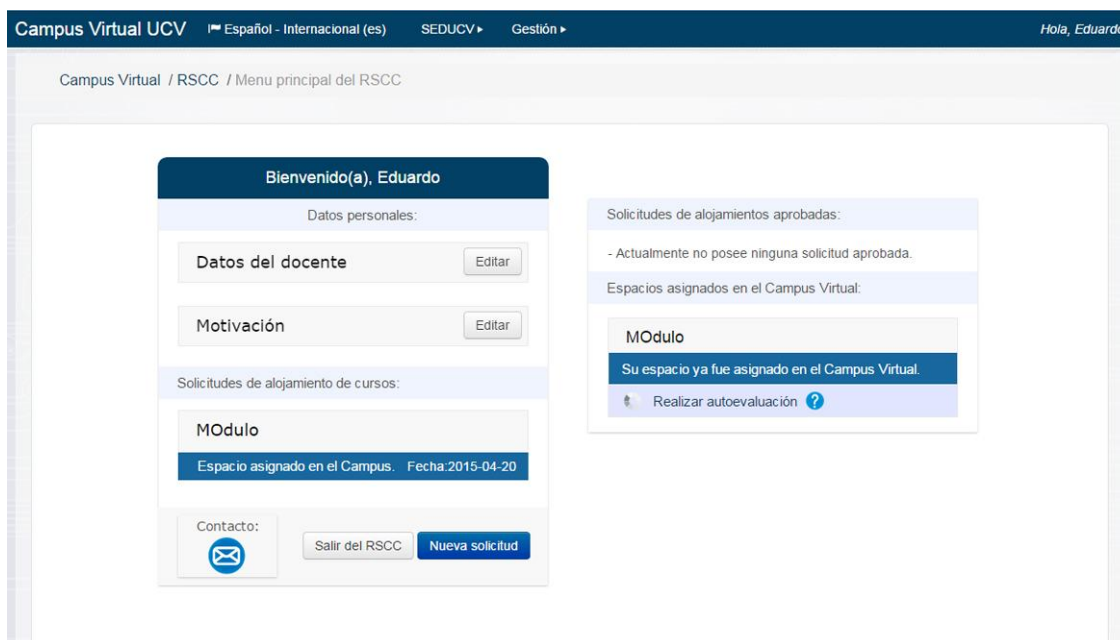 Campus Virtual UCV Español - Internacional (es) SEDUCV Gestión Hola, Eduardo
Campus Virtual / RSCC / Menu principal del RSCC
Bienvenido(a), Eduardo
Datos personales:
Datos del docente Editar
Motivación Editar
Solicitudes de alojamiento de cursos:
MOdulo
Espacio asignado en el Campus. Fecha:2015-04-20
Contacto:
Salir del RSCC Nueva solicitud
Solicitudes de alojamientos aprobadas:
- Actualmente no posee ninguna solicitud aprobada.
Espacios asignados en el Campus Virtual:
MOdulo
Su espacio ya fue asignado en el Campus Virtual.
Realizar autoevaluación ?